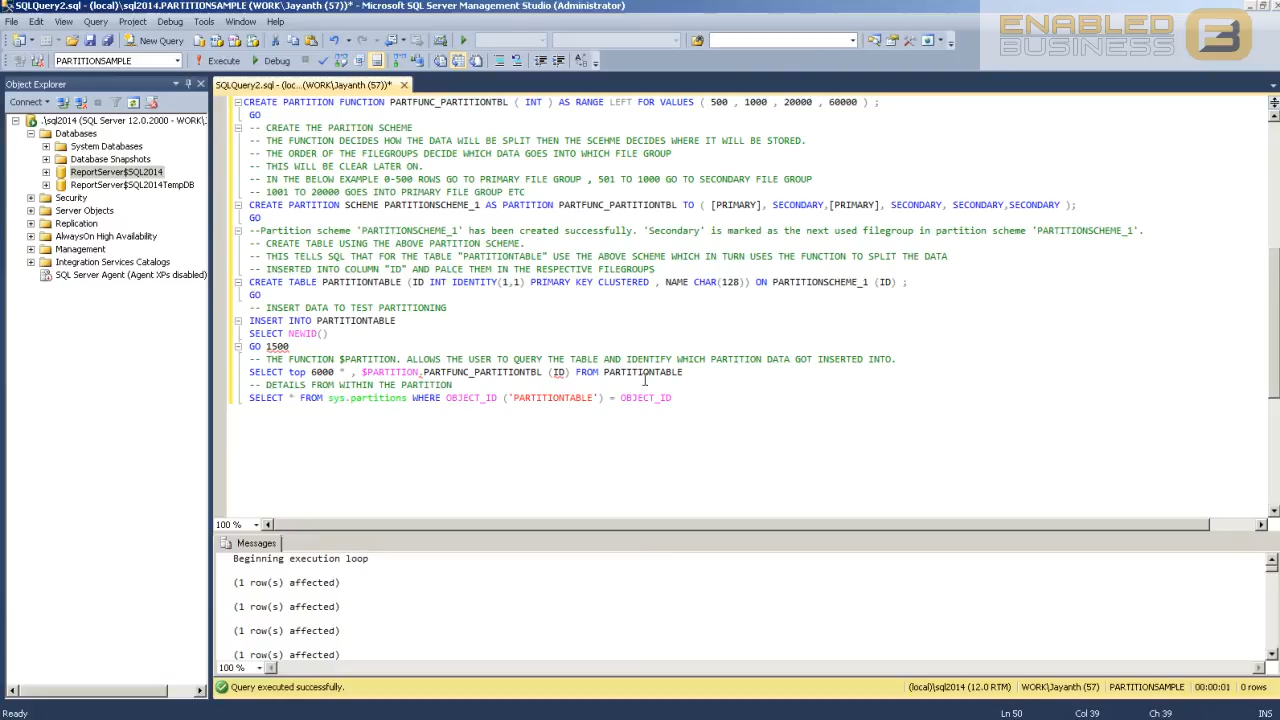 SQLQuery2.sql - (local)\sql2014.PARTITIONSAMPLE (WORK\Jayanth (57))* - Microsoft SQL Server Management Studio (Administrator)
File Edit View Query Project Debug Tools Window Help
ENABLED
BUSINESS
New Query
PARTITIONSAMPLE Execute Debug
Object Explorer
SQLQuery2.sql - (loc...(WORK\Jayanth (57))*
Connect
.\sql2014 (SQL Server 12.0.2000 - WORK\J
Databases
System Databases
Database Snapshots
ReportServer$SQL2014
ReportServer$SQL2014TempDB
Security
Server Objects
Replication
AlwaysOn High Availability
Management
Integration Services Catalogs
SQL Server Agent (Agent XPs disabled)
CREATE PARTITION FUNCTION PARTFUNC_PARTITIONTBL ( INT ) AS RANGE LEFT FOR VALUES ( 500 , 1000 , 20000 , 60000 ) ;
GO
-- CREATE THE PARITION SCHEME
-- THE FUNCTION DECIDES HOW THE DATA WILL BE SPLIT THEN THE SCEHME DECIDES WHERE IT WILL BE STORED.
-- THE ORDER OF THE FILEGROUPS DECIDE WHICH DATA GOES INTO WHICH FILE GROUP
-- THIS WILL BE CLEAR LATER ON.
-- IN THE BELOW EXAMPLE 0-500 ROWS GO TO PRIMARY FILE GROUP , 501 TO 1000 GO TO SECONDARY FILE GROUP
-- 1001 TO 20000 GOES INTO PRIMARY FILE GROUP ETC
CREATE PARTITION SCHEME PARTITIONSCHEME_1 AS PARTITION PARTFUNC_PARTITIONTBL TO ( [PRIMARY], SECONDARY,[PRIMARY], SECONDARY, SECONDARY,SECONDARY );
GO
--Partition scheme 'PARTITIONSCHEME_1' has been created successfully. 'Secondary' is marked as the next used filegroup in partition scheme 'PARTITIONSCHEME_1'.
-- CREATE TABLE USING THE ABOVE PARTITION SCHEME.
-- THIS TELLS SQL THAT FOR THE TABLE "PARTITIONTABLE" USE THE ABOVE SCHEME WHICH IN TURN USES THE FUNCTION TO SPLIT THE DATA
-- INSERTED INTO COLUMN "ID" AND PALCE THEM IN THE RESPECTIVE FILEGROUPS
CREATE TABLE PARTITIONTABLE (ID INT IDENTITY(1,1) PRIMARY KEY CLUSTERED , NAME CHAR(128)) ON PARTITIONSCHEME_1 (ID) ;
GO
-- INSERT DATA TO TEST PARTITIONING
INSERT INTO PARTITIONTABLE
SELECT NEWID()
GO 1500
-- THE FUNCTION $PARTITION. ALLOWS THE USER TO QUERY THE TABLE AND IDENTIFY WHICH PARTITION DATA GOT INSERTED INTO.
SELECT top 6000 * , $PARTITION.PARTFUNC_PARTITIONTBL (ID) FROM PARTITIONTABLE
-- DETAILS FROM WITHIN THE PARTITION
SELECT * FROM sys.partitions WHERE OBJECT_ID ('PARTITIONTABLE') = OBJECT_ID
100 %
Messages
Beginning execution loop
(1 row(s) affected)
(1 row(s) affected)
(1 row(s) affected)
(1 row(s) affected)
100 %
Query executed successfully. (local)\sql2014 (12.0 RTM) WORK\Jayanth (57) PARTITIONSAMPLE 00:00:01 0 rows
Ready Ln 50 Col 39 Ch 39 INS